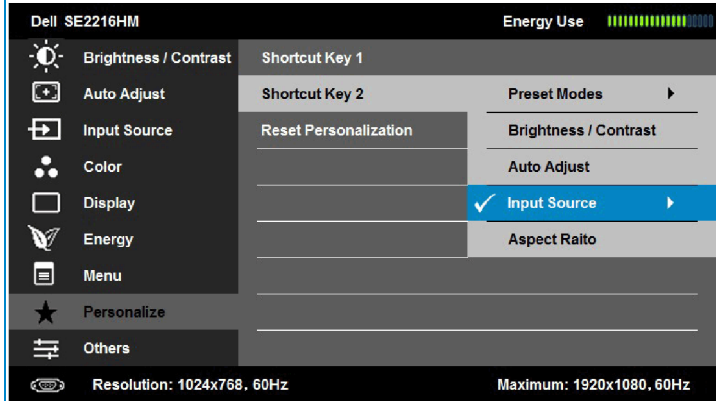 Dell SE2216HM Energy Use
Brightness / Contrast Shortcut Key 1
Auto Adjust Shortcut Key 2 Preset Modes
Input Source Reset Personalization Brightness / Contrast
Color Auto Adjust
Display Input Source
Energy Aspect Raito
Menu
Personalize
Others
Resolution: 1024x768, 60Hz Maximum: 1920x1080, 60Hz